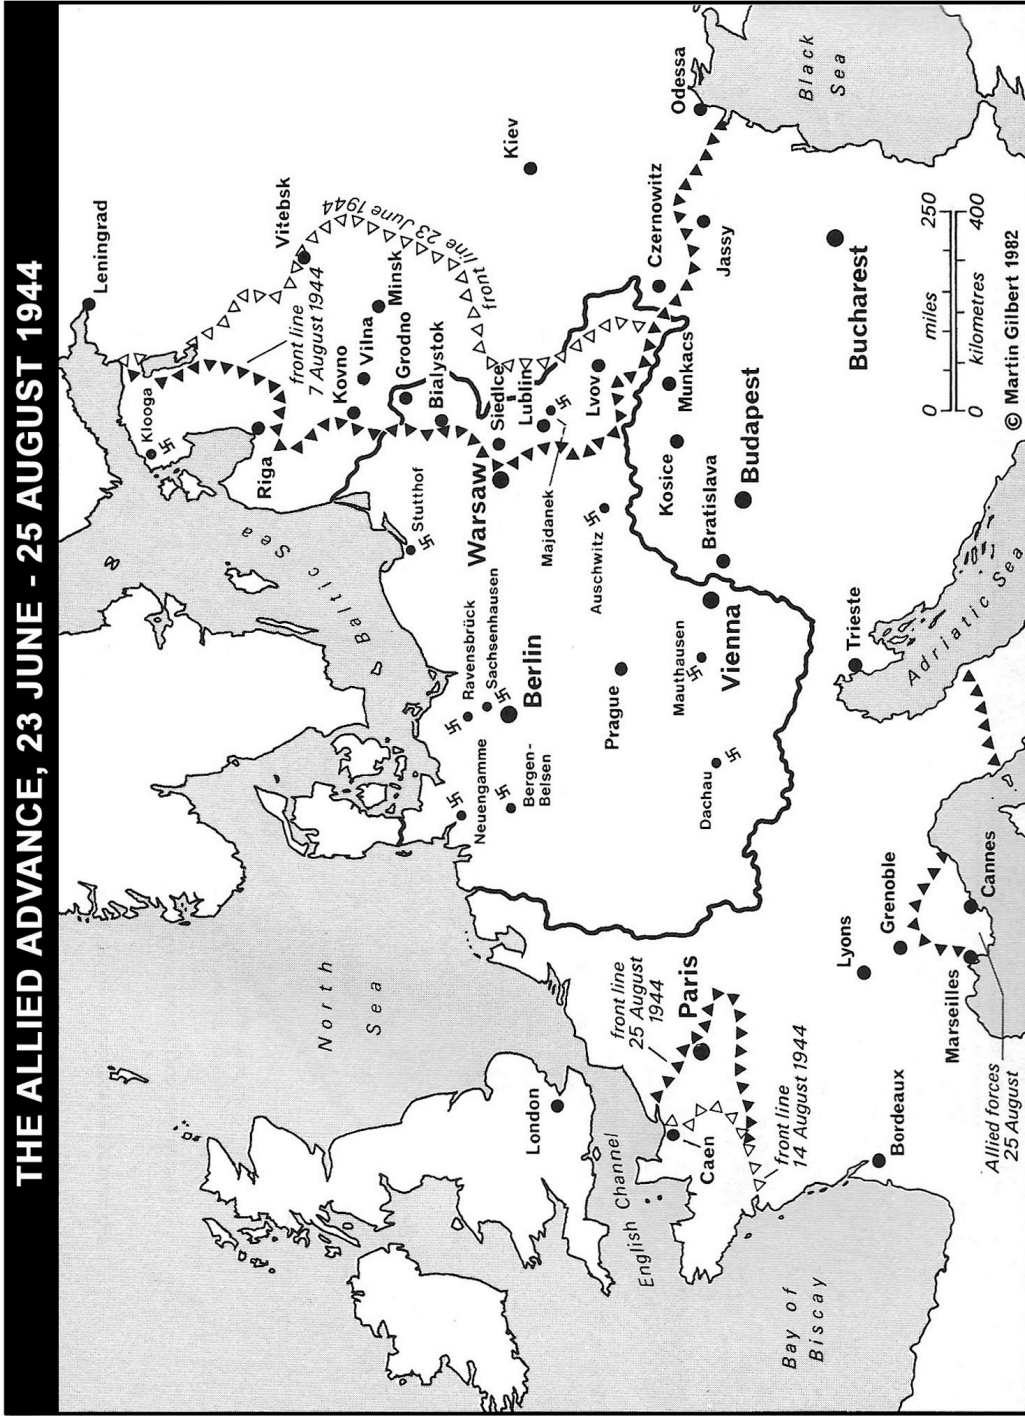 THE ALLIED ADVANCE, 23 JUNE - 25 AUGUST 1944
Leningrad
Klooga
Riga
Vitebsk
front line
7 August 1944
front line 23 June 1944
Baltic Sea
Kovno
Vilna
Minsk
Grodno
Bialystok
Stutthof
North
Sea
Kiev
Siedlce
Warsaw
Lublin
Majdanek
Ravensbrück
Sachsenhausen
Berlin
Neuengamme
Bergen-
Belsen
London
Lvov
Auschwitz
Prague
English Channel
front line
25 August
1944
Paris
Caen
Czernowitz
Odessa
Munkacs
Kosice
Jassy
Bratislava
Budapest
Mauthausen
Vienna
Dachau
front line
14 August 1944
Black
Sea
Bucharest
Trieste
Lyons
Grenoble
Bordeaux
Bay of
Biscay
Adriatic Sea
Cannes
Marseilles
Allied forces
25 August
0 miles 250
0 kilometres 400
© Martin Gilbert 1982